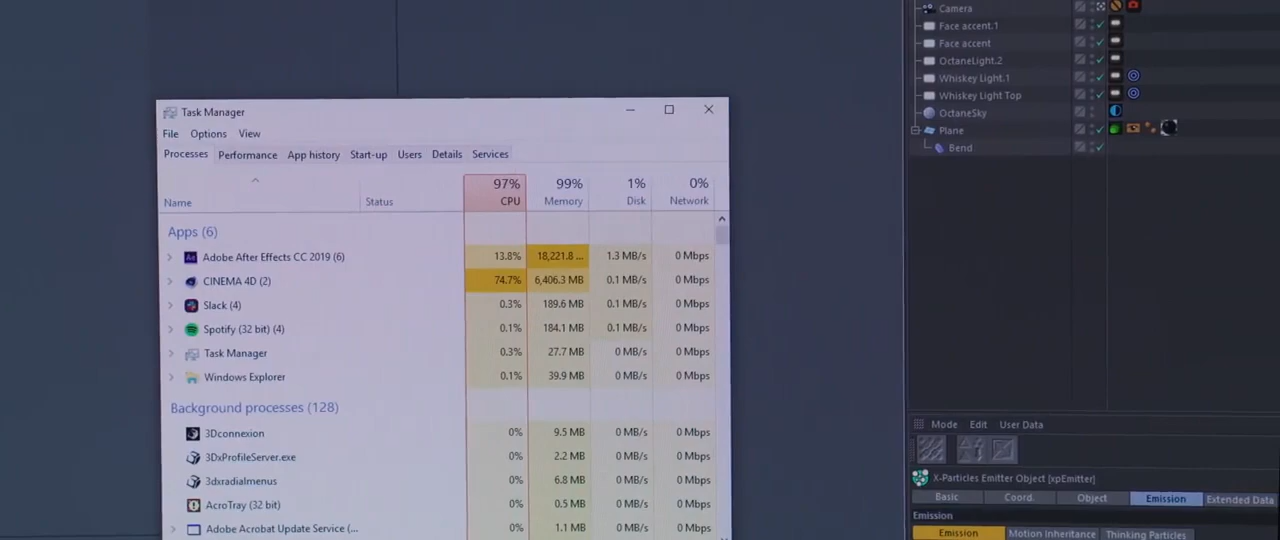 Camera
Face accent.1
Face accent
OctaneLight.2
Whiskey Light.1
Whiskey Light Top
OctaneSky
Plane
Bend
Task Manager
File Options View
Processes Performance App history Start-up Users Details Services
97% 99% 1% 0%
Name Status CPU Memory Disk Network
Apps (6)
Adobe After Effects CC 2019 (6) 13.8% 18,221.8 ... 1.3 MB/s 0 Mbps
CINEMA 4D (2) 74.7% 6,406.3 MB 0.1 MB/s 0 Mbps
Slack (4) 0.3% 189.6 MB 0.1 MB/s 0 Mbps
Spotify (32 bit) (4) 0.1% 184.1 MB 0.1 MB/s 0 Mbps
Task Manager 0.3% 27.7 MB 0 MB/s 0 Mbps
Windows Explorer 0.1% 39.9 MB 0 MB/s 0 Mbps
Background processes (128)
3Dconnexion 0% 9.5 MB 0 MB/s 0 Mbps
3DxProfileServer.exe 0% 2.2 MB 0 MB/s 0 Mbps
3dxradialmenus 0% 6.8 MB 0 MB/s 0 Mbps
AcroTray (32 bit) 0% 0.5 MB 0 MB/s 0 Mbps
Adobe Acrobat Update Service (... 0% 1.1 MB 0 MB/s 0 Mbps
Mode Edit User Data
X-Particles Emitter Object [xpEmitter]
Basic Coord. Object Emission Extended Data
Emission
Emission Motion Inheritance Thinking Particles